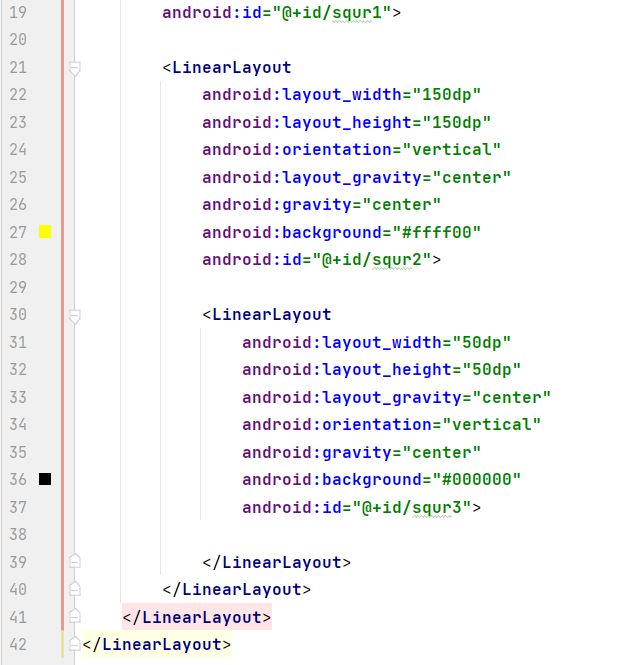 19 android:id="@+id/squr1">
20
21 <LinearLayout
22 android:layout_width="150dp"
23 android:layout_height="150dp"
24 android:orientation="vertical"
25 android:layout_gravity="center"
26 android:gravity="center"
27 android:background="#ffff00"
28 android:id="@+id/squr2">
29
30 <LinearLayout
31 android:layout_width="50dp"
32 android:layout_height="50dp"
33 android:layout_gravity="center"
34 android:orientation="vertical"
35 android:gravity="center"
36 android:background="#000000"
37 android:id="@+id/squr3">
38
39 </LinearLayout>
40 </LinearLayout>
41 </LinearLayout>
42 </LinearLayout>